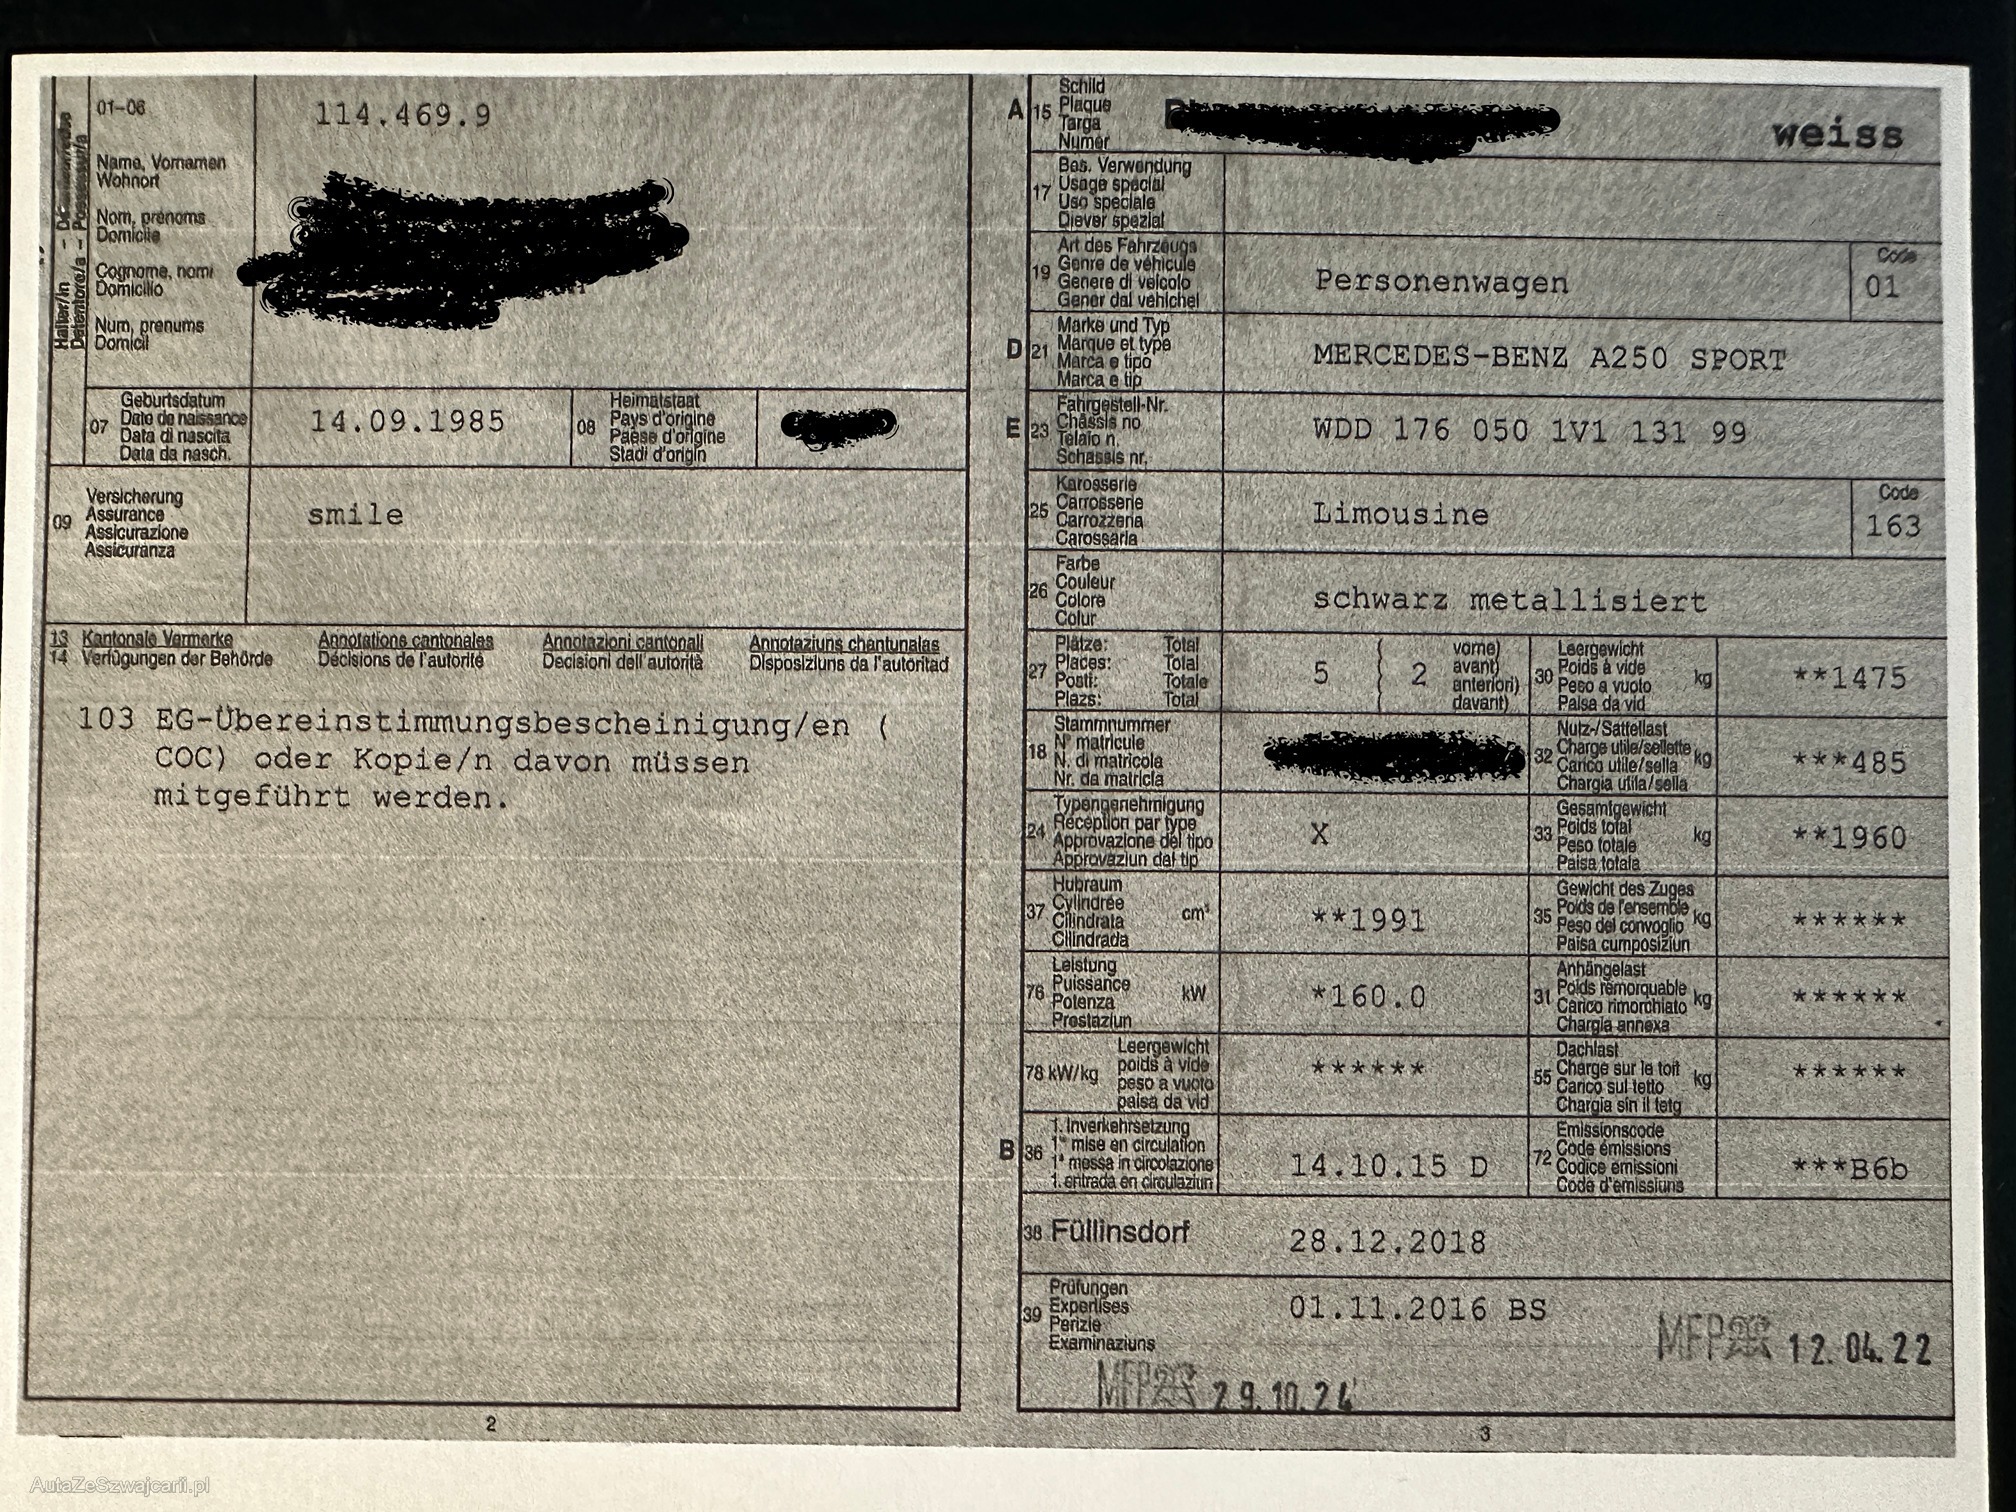 01-06
114.469.9
Halter/in – Détenteur/trice
Detentore/a – Possessur/a
Name, Vornamen
Wohnort
Nom, prénoms
Domicile
Cognome, nomi
Domicilio
Num, prenums
Domicil
07
Geburtsdatum
Date de naissance
Data di nascita
Data da nasch.
14.09.1985
08
Heimatstaat
Pays d'origine
Paese d'origine
Stadi d'origin
09
Versicherung
Assurance
Assicurazione
Assicuranza
smile
13 Kantonale Vermerke Annotations cantonales Annotazioni cantonali Annotaziuns chantunalas
14 Verfügungen der Behörde Décisions de l'autorité Decisioni dell'autorità Disposiziuns da l'autoritad
103 EG-Übereinstimmungsbescheinigung/en (
COC) oder Kopie/n davon müssen
mitgeführt werden.
2
A 15
Schild
Plaque
Targa
Numer
weiss
17
Bes. Verwendung
Usage spécial
Uso speciale
Diever spezial
19
Art des Fahrzeugs
Genre de véhicule
Genere di veicolo
Gener dal vehichel
Personenwagen
Code
01
D 21
Marke und Typ
Marque et type
Marca e tipo
Marca e tip
MERCEDES-BENZ A250 SPORT
E 23
Fahrgestell-Nr.
Châssis no
Telaio n.
Schassis nr.
WDD 176 050 1V1 131 99
25
Karosserie
Carrosserie
Carrozzeria
Carossaria
Limousine
Code
163
26
Farbe
Couleur
Colore
Colur
schwarz metallisiert
27
Plätze: Total
Places: Total
Posti: Totale
Plazs: Total
5 { 2
vorne)
avant)
anteriori)
davant)
30
Leergewicht
Poids à vide
Peso a vuoto
Paisa da vid
kg
**1475
18
Stammnummer
N° matricule
N. di matricola
Nr. da matricla
32
Nutz-/Sattellast
Charge utile/sellette
Carico utile/sella
Chargia utila/sella
kg
***485
24
Typengenehmigung
Réception par type
Approvazione del tipo
Approvaziun dal tip
X
33
Gesamtgewicht
Poids total
Peso totale
Paisa totala
kg
**1960
37
Hubraum
Cylindrée
Cilindrata
Cilindrada
cm³
**1991
35
Gewicht des Zuges
Poids de l'ensemble
Peso del convoglio
Paisa cumposiziun
kg
******
76
Leistung
Puissance
Potenza
Prestaziun
kW
*160.0
31
Anhängelast
Poids remorquable
Carico rimorchiato
Chargia annexa
kg
******
78 kW/kg
Leergewicht
poids à vide
peso a vuoto
paisa da vid
******
55
Dachlast
Charge sur le toit
Carico sul tetto
Chargia sin il tetg
kg
******
B 36
1. Inverkehrsetzung
1re mise en circulation
1a messa in circolazione
1. entrada en circulaziun
14.10.15 D
72
Emissionscode
Code émissions
Codice emissioni
Code d'emissiuns
***B6b
38 Füllinsdorf
28.12.2018
39
Prüfungen
Expertises
Perizie
Examinaziuns
01.11.2016 BS
MFP 12.04.22
MFP 29.10.24
3
AutaZeSzwajcarii.pl